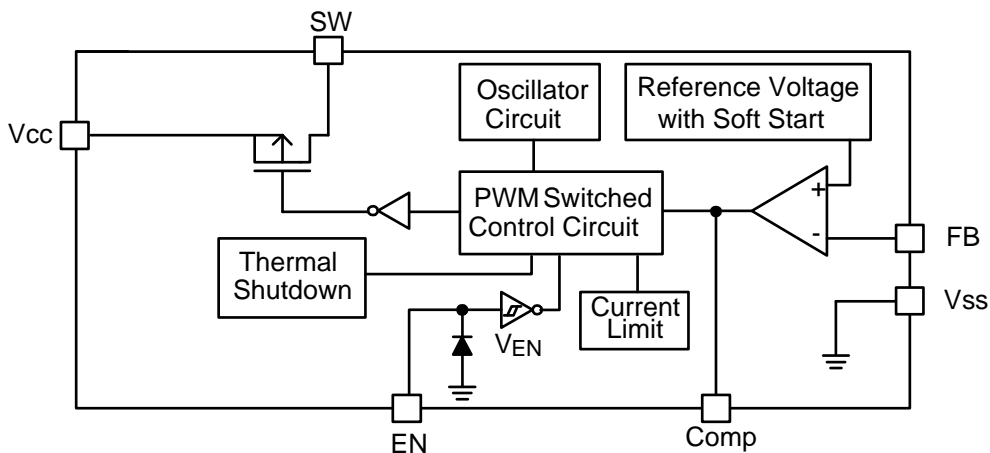 SW
Vcc
Oscillator
Circuit
Reference Voltage
with Soft Start
PWM Switched
Control Circuit
+
-
FB
Thermal
Shutdown
Current
Limit
VEN
Vss
EN
Comp